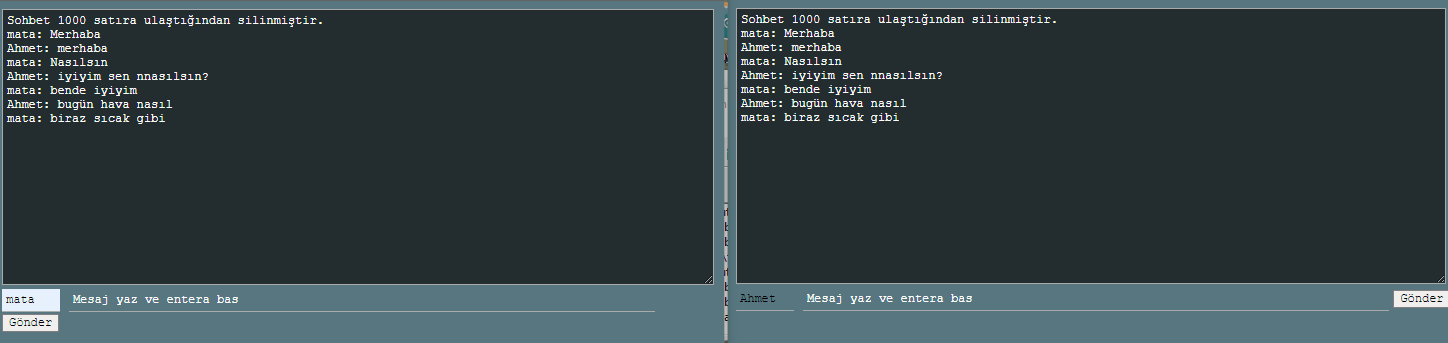 Sohbet 1000 satıra ulaştığından silinmiştir.
mata: Merhaba
Ahmet: merhaba
mata: Nasılsın
Ahmet: iyiyim sen nnasılsın?
mata: bende iyiyim
Ahmet: bugün hava nasıl
mata: biraz sıcak gibi
mata Mesaj yaz ve entera bas
Gönder
Sohbet 1000 satıra ulaştığından silinmiştir.
mata: Merhaba
Ahmet: merhaba
mata: Nasılsın
Ahmet: iyiyim sen nnasılsın?
mata: bende iyiyim
Ahmet: bugün hava nasıl
mata: biraz sıcak gibi
Ahmet Mesaj yaz ve entera bas Gönder